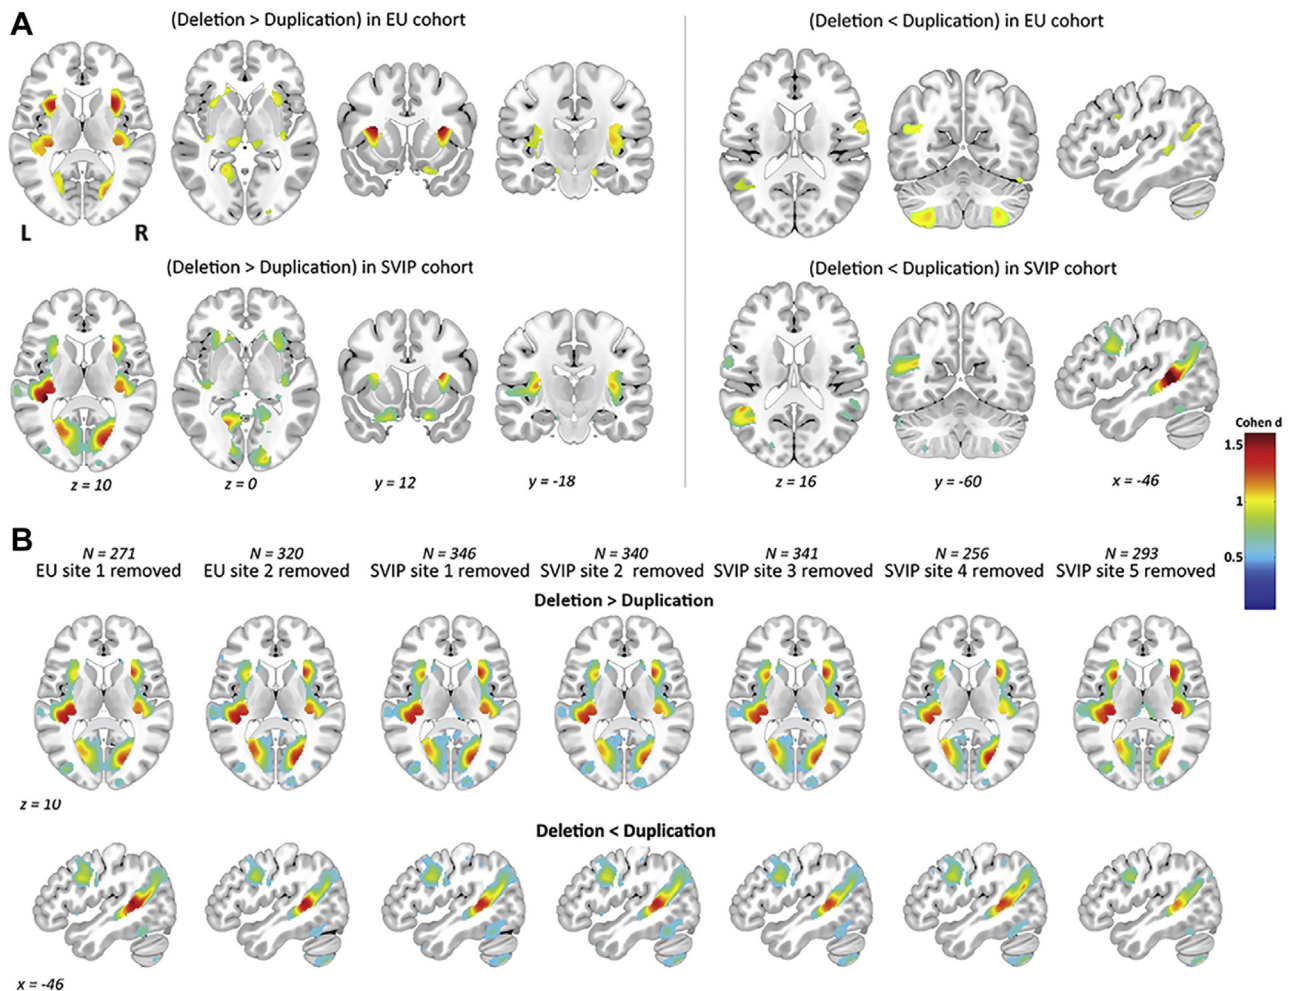 A
(Deletion > Duplication) in EU cohort
(Deletion < Duplication) in EU cohort
L R
(Deletion > Duplication) in SVIP cohort
(Deletion < Duplication) in SVIP cohort
z = 10
z = 0
y = 12
y = -18
z = 16
y = -60
x = -46
Cohen d
1.5
1
0.5
B
N = 271
EU site 1 removed
N = 320
EU site 2 removed
N = 346
SVIP site 1 removed
N = 340
SVIP site 2 removed
N = 341
SVIP site 3 removed
N = 256
SVIP site 4 removed
N = 293
SVIP site 5 removed
Deletion > Duplication
z = 10
Deletion < Duplication
x = -46